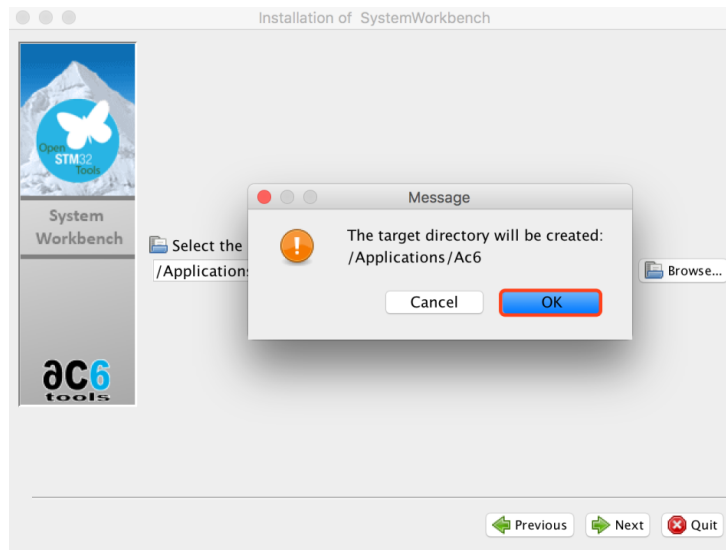 Installation of SystemWorkbench
Open
STM32
Tools
System
Workbench
Select the
/Application
Browse...
Message
The target directory will be created:
/Applications/Ac6
Cancel
OK
ac6
tools
Previous
Next
Quit